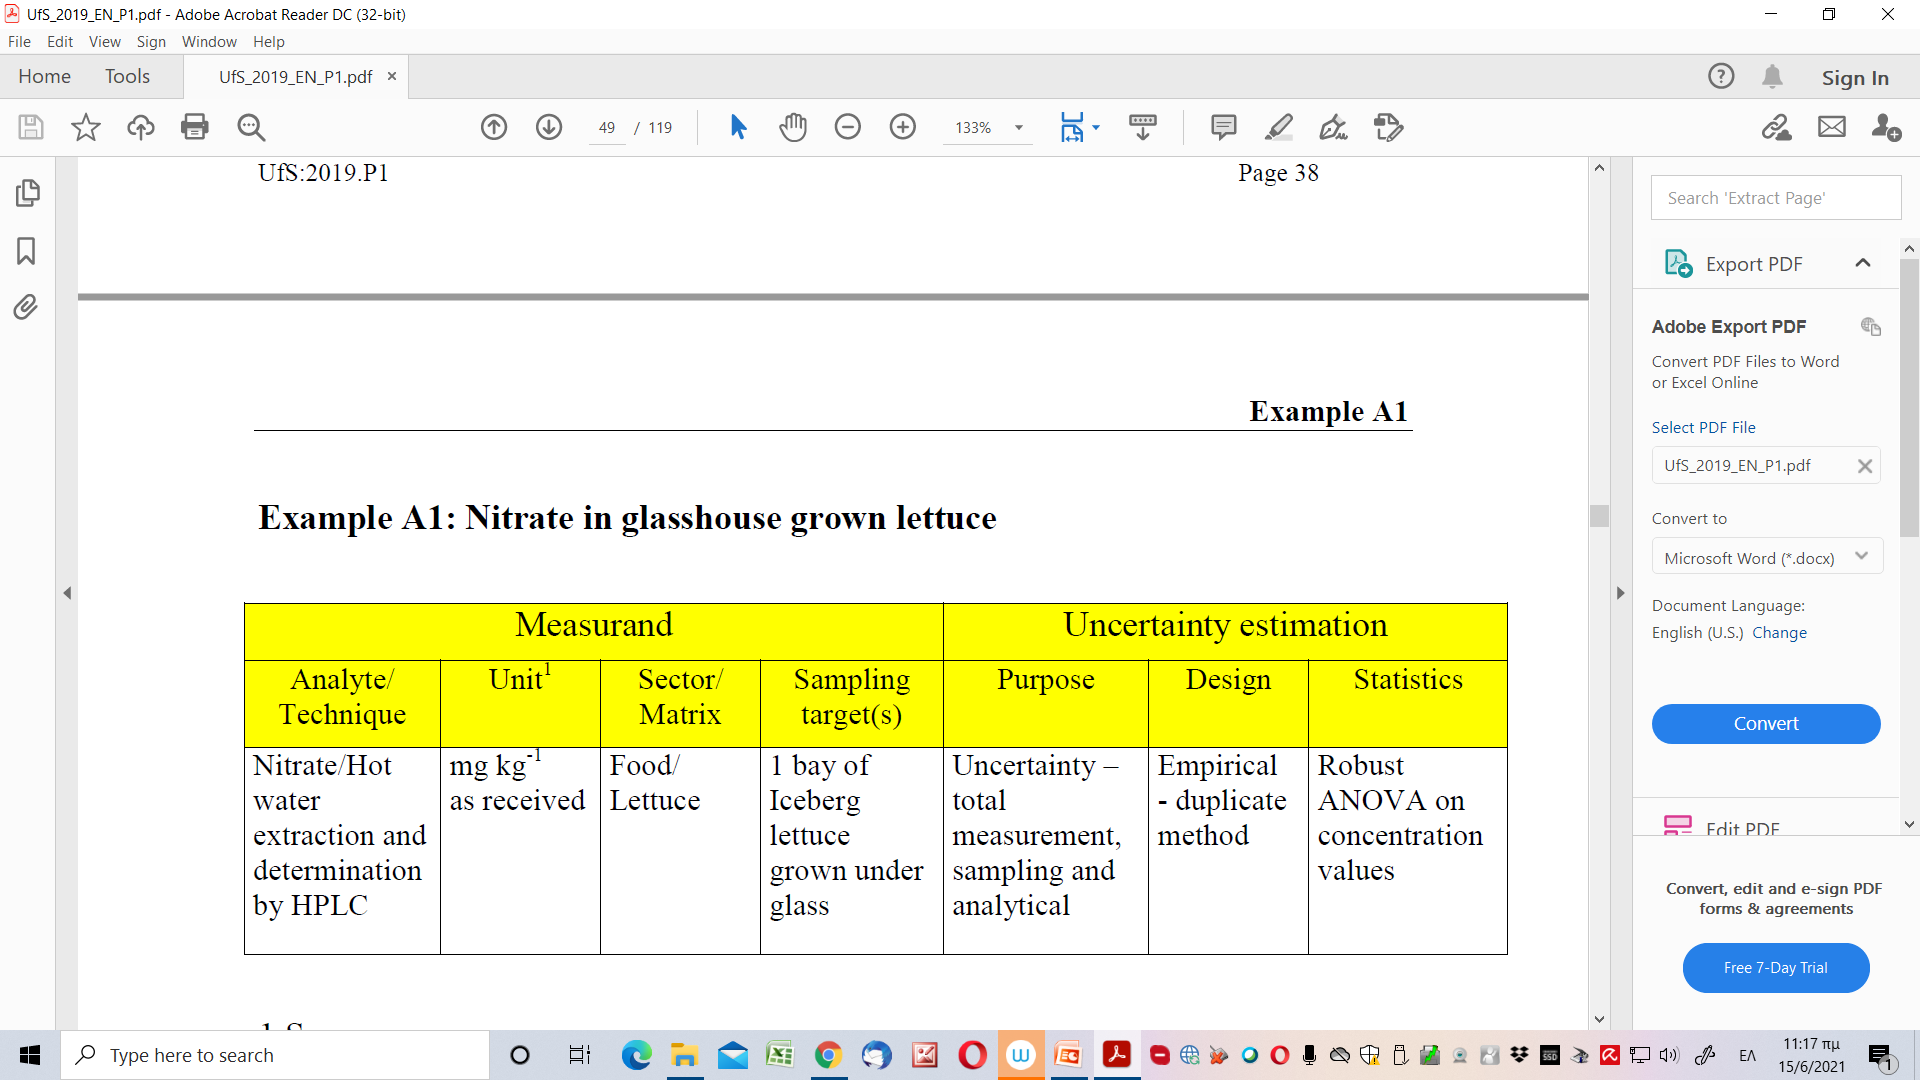 UfS_2019_EN_P1.pdf - Adobe Acrobat Reader DC (32-bit)
File Edit View Sign Window Help
Home Tools UfS_2019_EN_P1.pdf × Sign In
49 / 119 133%
UfS:2019.P1 Page 38
Example A1
Example A1: Nitrate in glasshouse grown lettuce
Measurand Uncertainty estimation
Analyte/ Unit1 Sector/ Sampling Purpose Design Statistics
Technique Matrix target(s)
Nitrate/Hot mg kg-1 Food/ 1 bay of Uncertainty – Empirical Robust
water as received Lettuce Iceberg total - duplicate ANOVA on
extraction and lettuce measurement, method concentration
determination grown under sampling and values
by HPLC glass analytical
Search 'Extract Page'
Export PDF
Adobe Export PDF
Convert PDF Files to Word
or Excel Online
Select PDF File
UfS_2019_EN_P1.pdf
Convert to
Microsoft Word (*.docx)
Document Language:
English (U.S.) Change
Convert
Edit PDF
Convert, edit and e-sign PDF
forms & agreements
Free 7-Day Trial
Type here to search
ΕΛ
11:17 πμ
15/6/2021
1